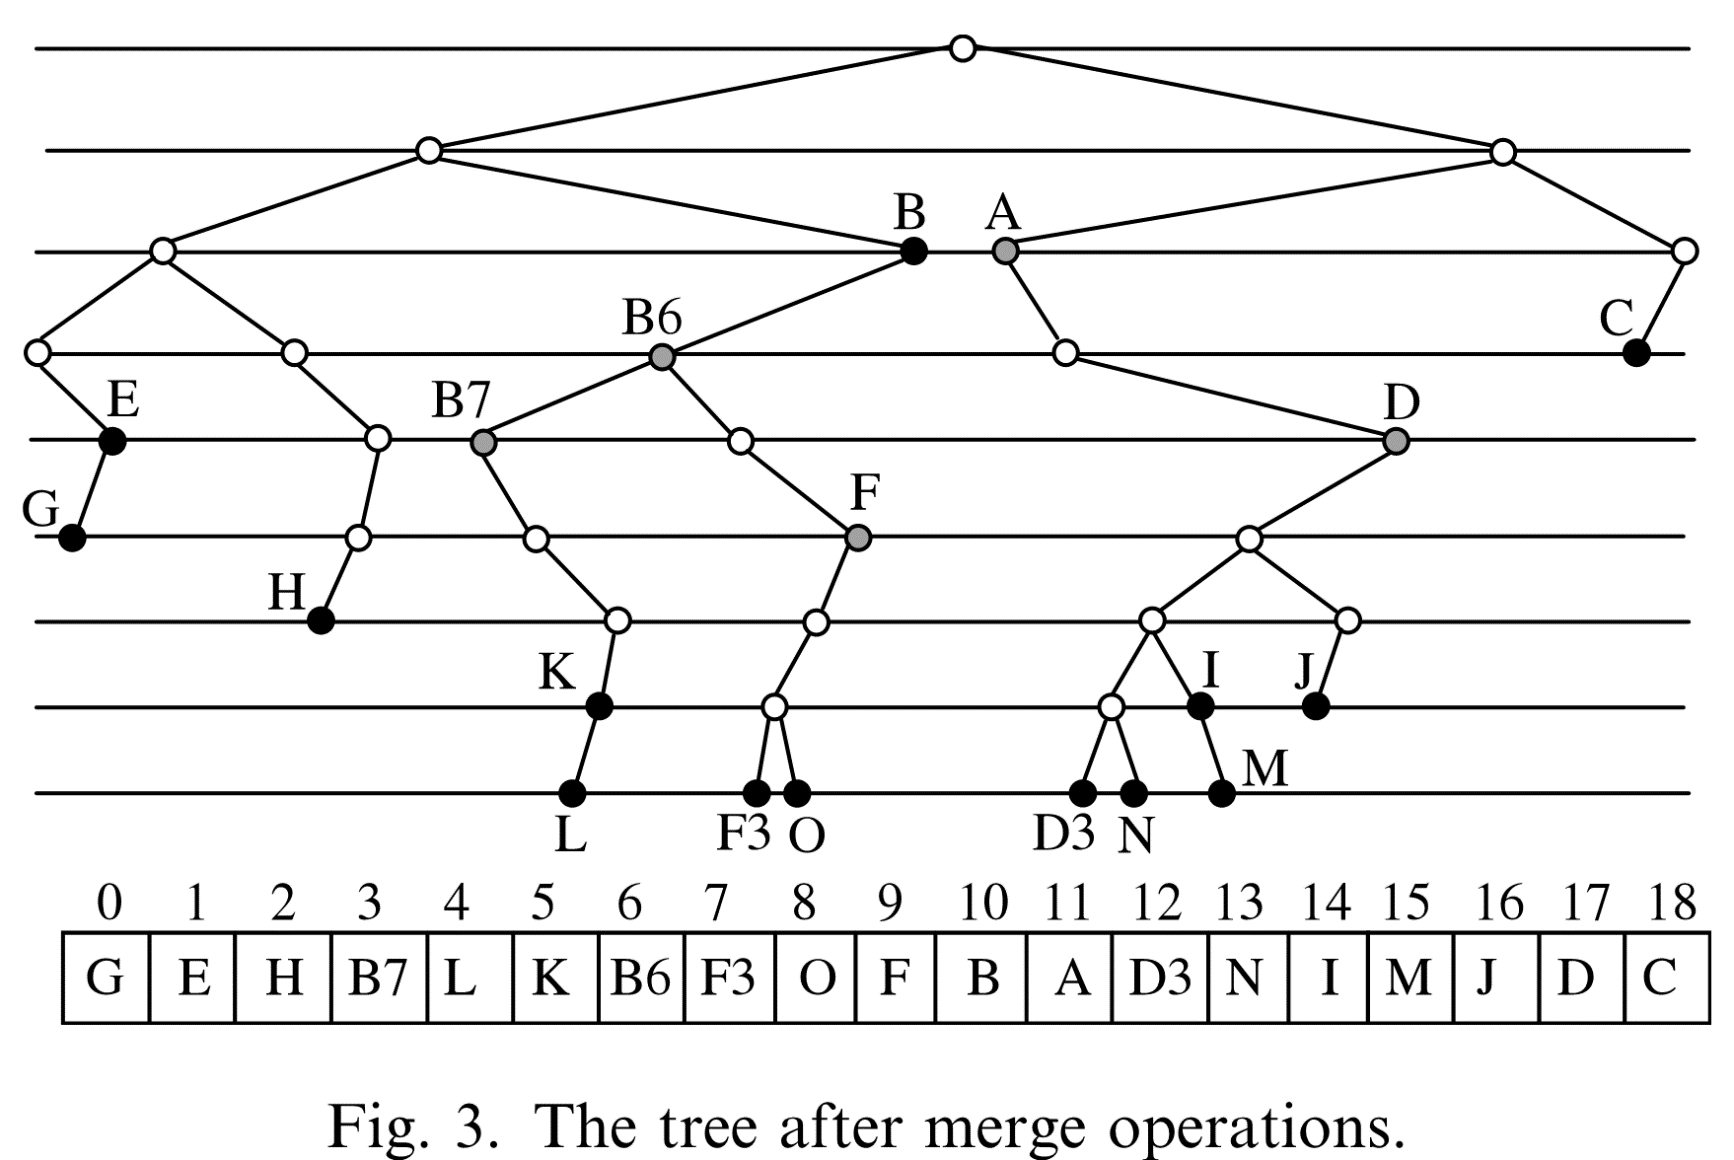 B A
B6 C
E B7 D
G F
H
K I J
M
L F3 O D3 N
0 1 2 3 4 5 6 7 8 9 10 11 12 13 14 15 16 17 18
G E H B7 L K B6 F3 O F B A D3 N I M J D C
Fig. 3. The tree after merge operations.